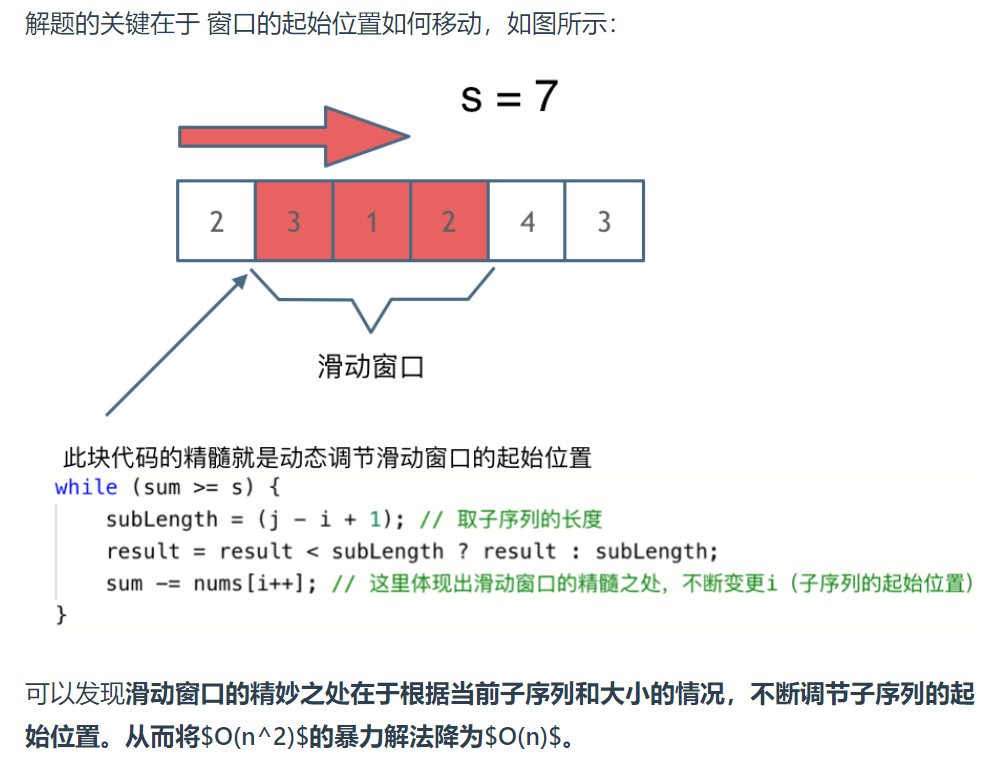 解题的关键在于 窗口的起始位置如何移动，如图所示：
s = 7
2 3 1 2 4 3
滑动窗口
此块代码的精髓就是动态调节滑动窗口的起始位置
while (sum >= s) {
    subLength = (j - i + 1); // 取子序列的长度
    result = result < subLength ? result : subLength;
    sum -= nums[i++]; // 这里体现出滑动窗口的精髓之处，不断变更i（子序列的起始位置）
}
可以发现滑动窗口的精妙之处在于根据当前子序列和大小的情况，不断调节子序列的起
始位置。从而将$O(n^2)$的暴力解法降为$O(n)$。